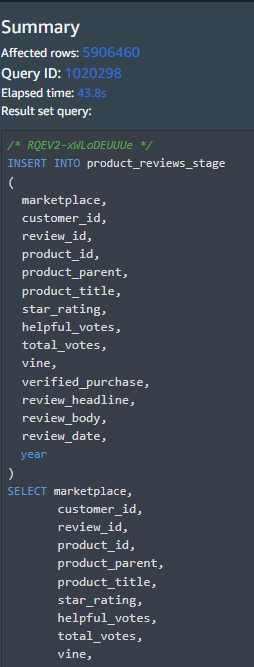 Summary
Affected rows: 5906460
Query ID: 1020298
Elapsed time: 43.8s
Result set query:
/* RQEV2-xWLoDEUUUe */
INSERT INTO product_reviews_stage
(
marketplace,
customer_id,
review_id,
product_id,
product_parent,
product_title,
star_rating,
helpful_votes,
total_votes,
vine,
verified_purchase,
review_headline,
review_body,
review_date,
year
)
SELECT marketplace,
customer_id,
review_id,
product_id,
product_parent,
product_title,
star_rating,
helpful_votes,
total_votes,
vine,